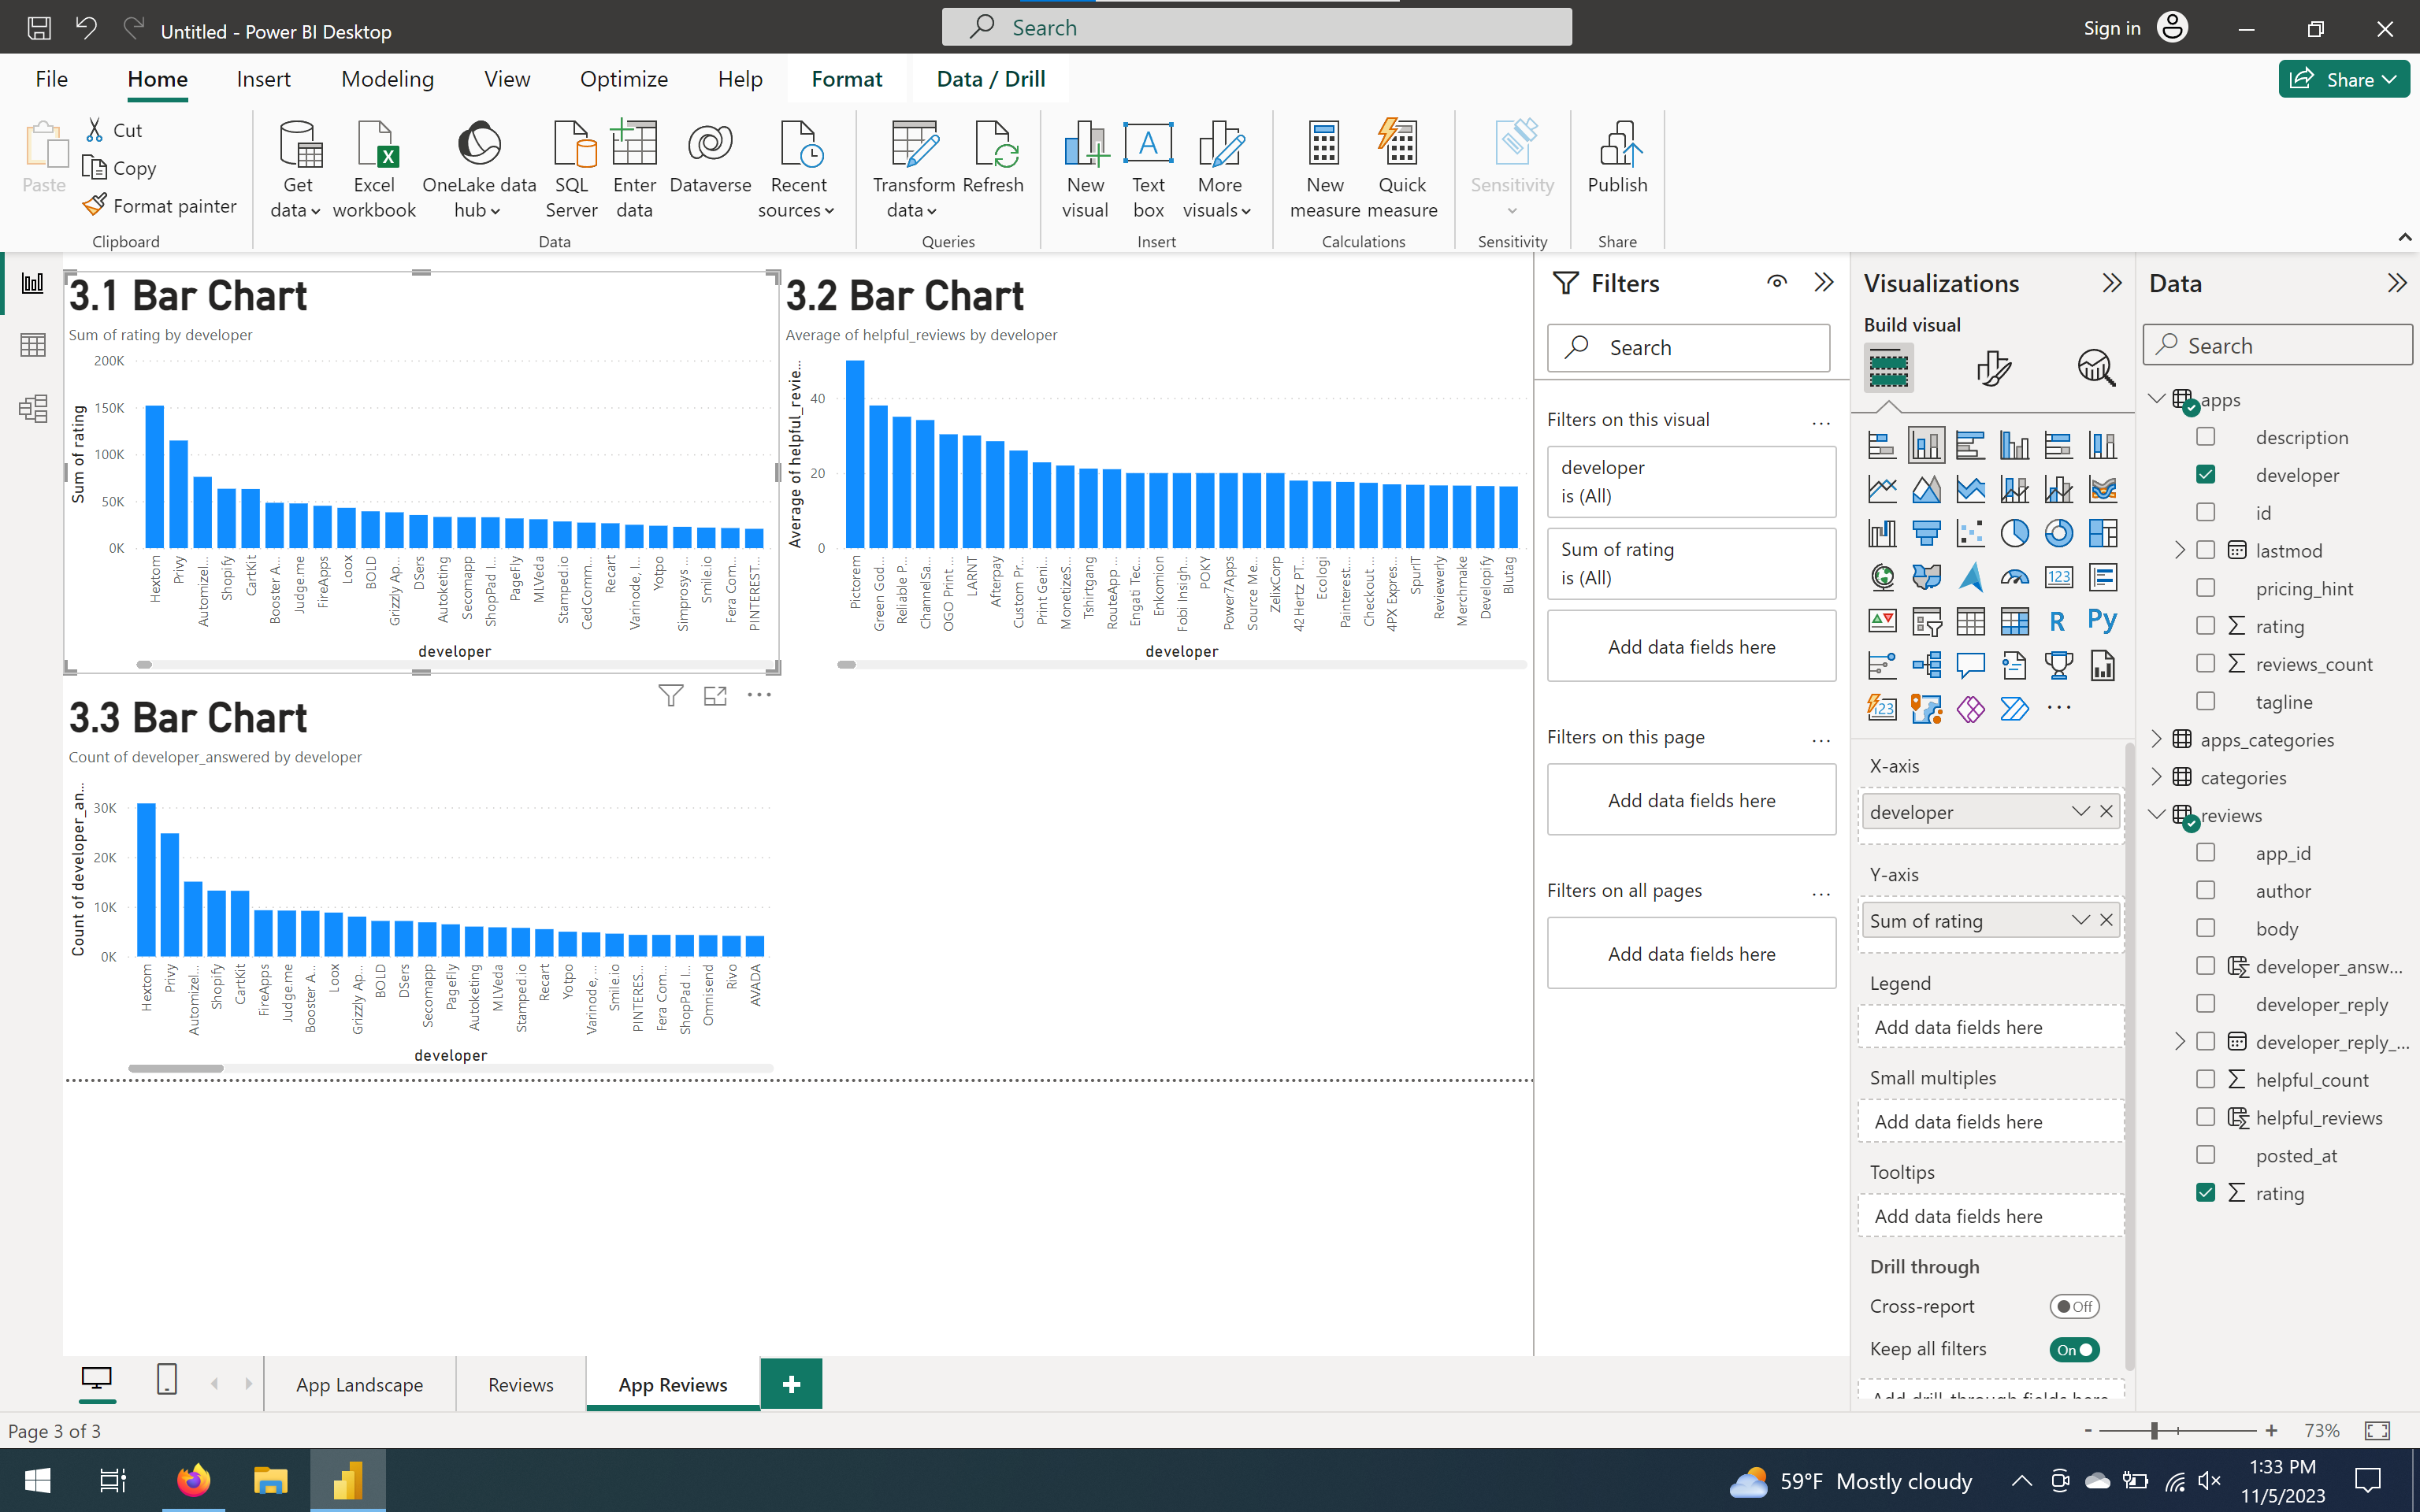 Untitled - Power BI Desktop
Search
Sign in
File
Home
Insert
Modeling
View
Optimize
Help
Format
Data / Drill
Share
Paste
Cut
Copy
Format painter
Clipboard
Get data
Excel workbook
OneLake data hub
SQL Server
Enter data
Dataverse
Recent sources
Data
Transform data
Refresh
Queries
New visual
Text box
More visuals
Insert
New measure
Quick measure
Calculations
Sensitivity
Sensitivity
Publish
Share
3.1 Bar Chart
Sum of rating by developer
Sum of rating
200K
150K
100K
50K
0K
Hextom
Privy
Automizel...
Shopify
CartKit
Booster A...
Judge.me
FireApps
Loox
BOLD
Grizzly Ap...
DSers
Autoketing
Secomapp
ShopPad I...
PageFly
MLVeda
Stamped.io
CedComm...
Recart
Varinode, I...
Yotpo
Simprosys ...
Smile.io
Fera Com...
PINTEREST...
developer
3.2 Bar Chart
Average of helpful_reviews by developer
Average of helpful_revie...
40
20
0
Pictorem
Green God...
Reliable P...
ChannelSa...
OGO Print ...
LARNT
Afterpay
Custom Pr...
Print Geni...
MonetizeS...
Tshirtgang
RouteApp ...
Engati Tec...
Enkomion
Fobi Insigh...
POKY
Power7Apps
Source Me...
ZelixCorp
42Hertz PT...
Ecologi
Painterest...
Checkout ...
4PX Expres...
SpurIT
Reviewerly
Merchmake
Developify
Blutag
developer
3.3 Bar Chart
Count of developer_answered by developer
Count of developer_an...
30K
20K
10K
0K
Hextom
Privy
Automizel...
Shopify
CartKit
FireApps
Judge.me
Booster A...
Loox
Grizzly Ap...
BOLD
DSers
Secomapp
PageFly
Autoketing
MLVeda
Stamped.io
Recart
Yotpo
Varinode, ...
Smile.io
PINTERES...
Fera Com...
ShopPad I...
Omnisend
Rivo
AVADA
developer
Filters
Search
Filters on this visual
developer
is (All)
Sum of rating
is (All)
Add data fields here
Filters on this page
Add data fields here
Filters on all pages
Add data fields here
Visualizations
Build visual
123
R
Py
123
X-axis
developer
Y-axis
Sum of rating
Legend
Add data fields here
Small multiples
Add data fields here
Tooltips
Add data fields here
Drill through
Cross-report
Off
Keep all filters
On
Add drill-through fields here
Data
Search
apps
description
developer
id
lastmod
pricing_hint
rating
reviews_count
tagline
apps_categories
categories
reviews
app_id
author
body
developer_answ...
developer_reply
developer_reply_...
helpful_count
helpful_reviews
posted_at
rating
App Landscape
Reviews
App Reviews
Page 3 of 3
73%
59°F Mostly cloudy
1:33 PM
11/5/2023